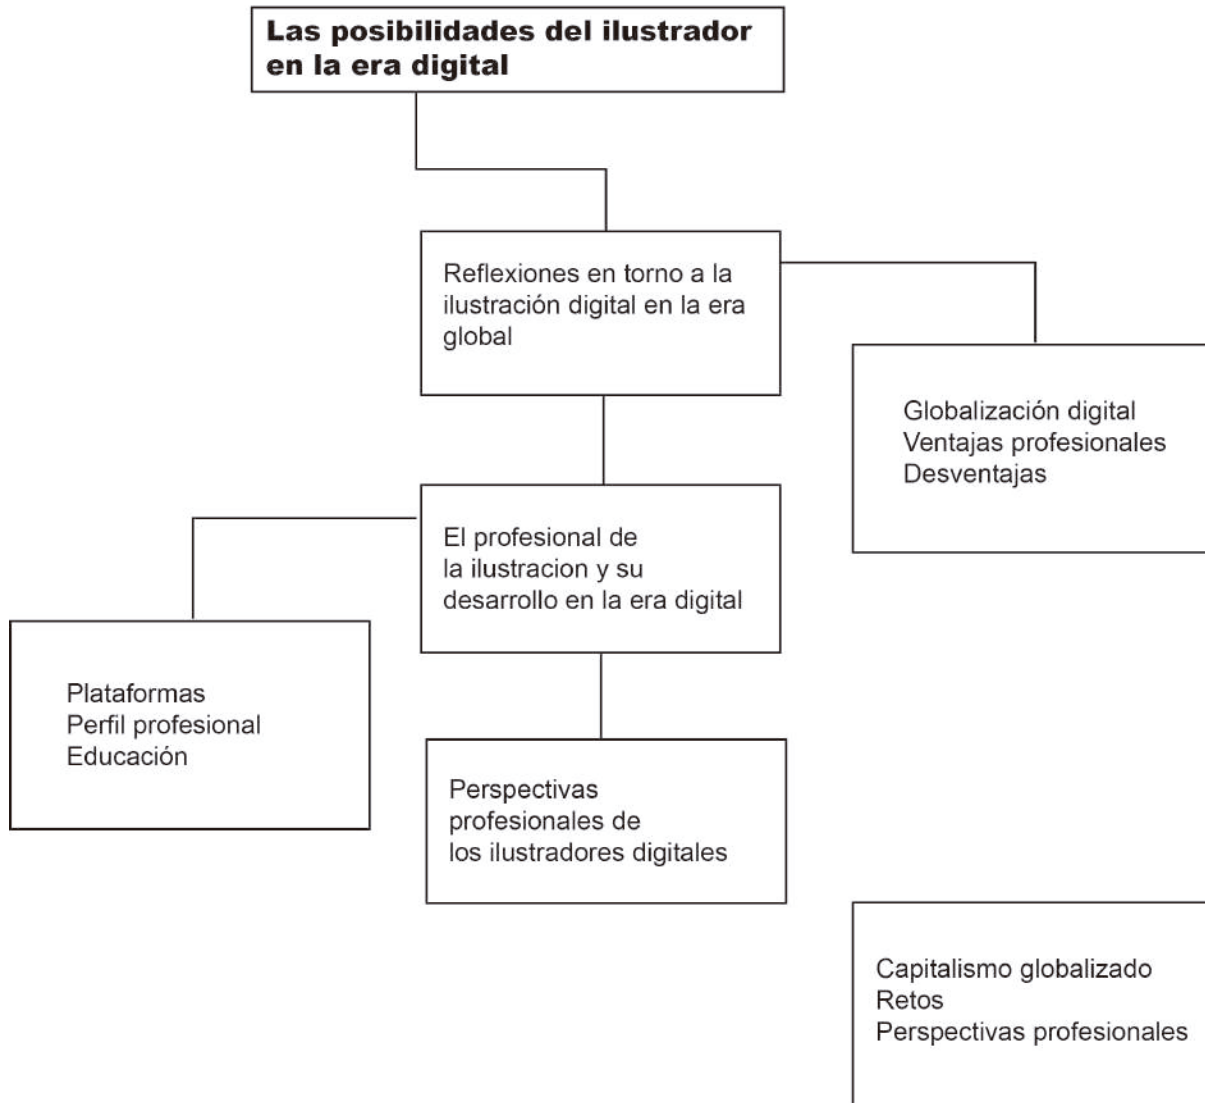 Las posibilidades del ilustrador
en la era digital
Reflexiones en torno a la
ilustración digital en la era
global
Globalización digital
Ventajas profesionales
Desventajas
El profesional de
la ilustracion y su
desarrollo en la era digital
Plataformas
Perfil profesional
Educación
Perspectivas
profesionales de
los ilustradores digitales
Capitalismo globalizado
Retos
Perspectivas profesionales